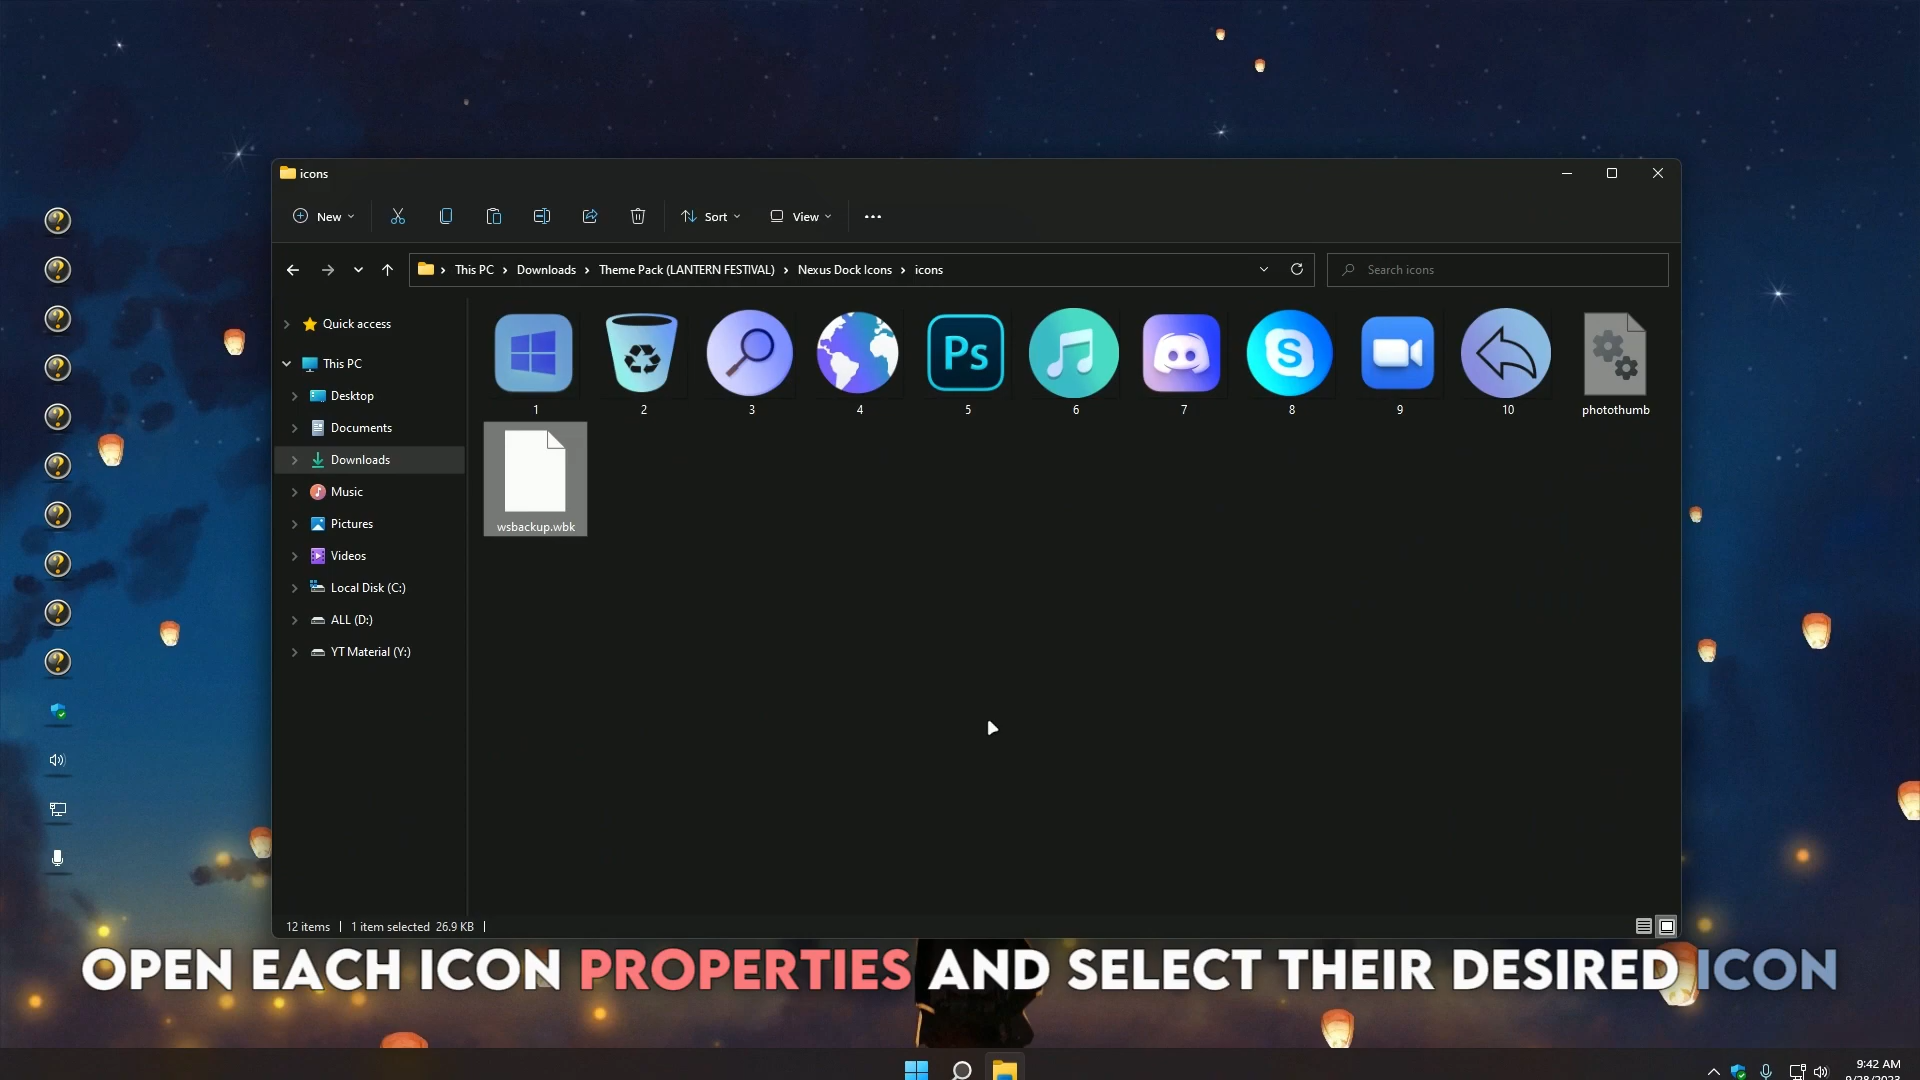 icons
New
Sort
View
This PC
Downloads
Theme Pack (LANTERN FESTIVAL)
Nexus Dock Icons
icons
Search icons
Quick access
This PC
Desktop
Documents
Downloads
Music
Pictures
Videos
Local Disk (C:)
ALL (D:)
YT Material (Y:)
Ps
S
1
2
3
4
5
6
7
8
9
10
photothumb
wsbackup.wbk
12 items
1 item selected 26.9 KB
OPEN EACH ICON PROPERTIES AND SELECT THEIR DESIRED ICON
9:42 AM